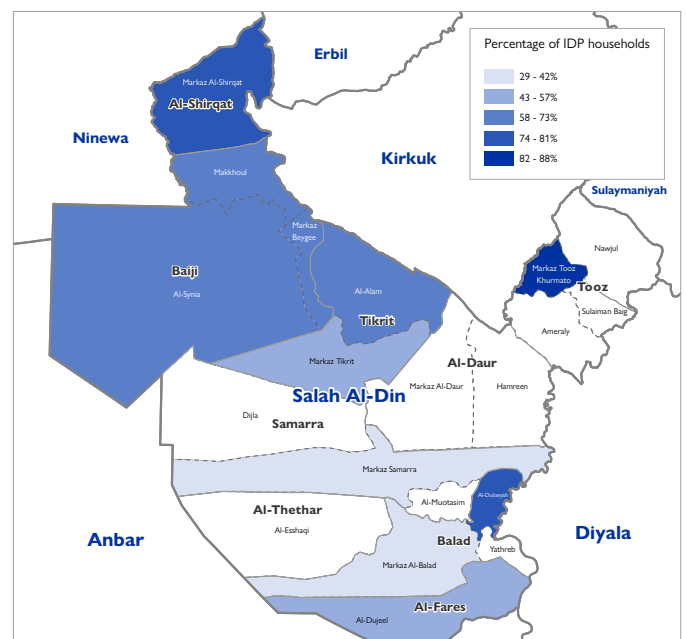 Percentage of IDP households
29 - 42%
43 - 57%
58 - 73%
74 - 81%
82 - 88%
Erbil
Markaz Al-Shirqat
Al-Shirqat
Ninewa
Kirkuk
Makkhoul
Sulaymaniyah
Markaz
Beygee
Nawjul
Baiji
Al-Synia
Markaz Tooz
Khurmato
Tooz
Al-Alam
Sulaiman Baig
Tikrit
Ameraly
Markaz Tikrit
Al-Daur
Markaz Al-Daur
Hamreen
Salah Al-Din
Dijla
Samarra
Markaz Samarra
Al-Muotasim
Al-Dulooyah
Al-Thethar
Al-Esshaqi
Anbar
Diyala
Balad
Yathreb
Markaz Al-Balad
Al-Fares
Al-Dujeel